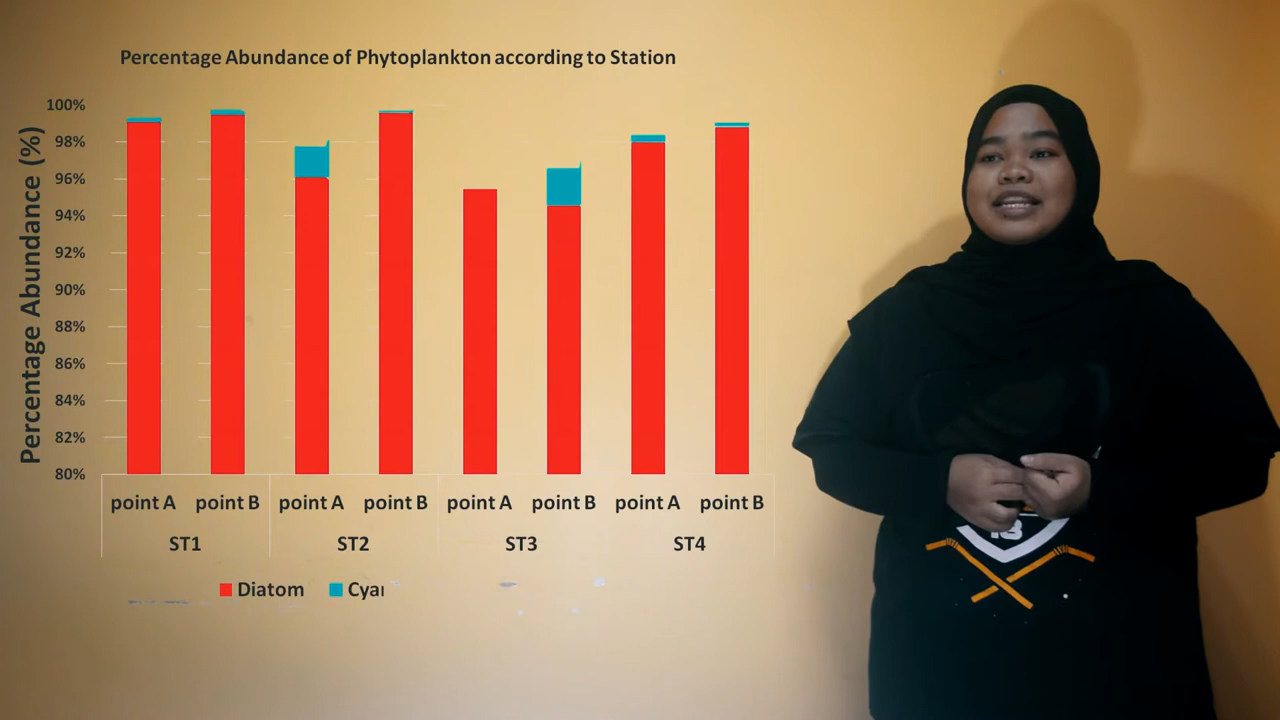 Percentage Abundance of Phytoplankton according to Station
Percentage Abundance (%)
100%
98%
96%
94%
92%
90%
88%
86%
84%
82%
80%
point A point B point A point B point A point B point A point B
ST1 ST2 ST3 ST4
Diatom